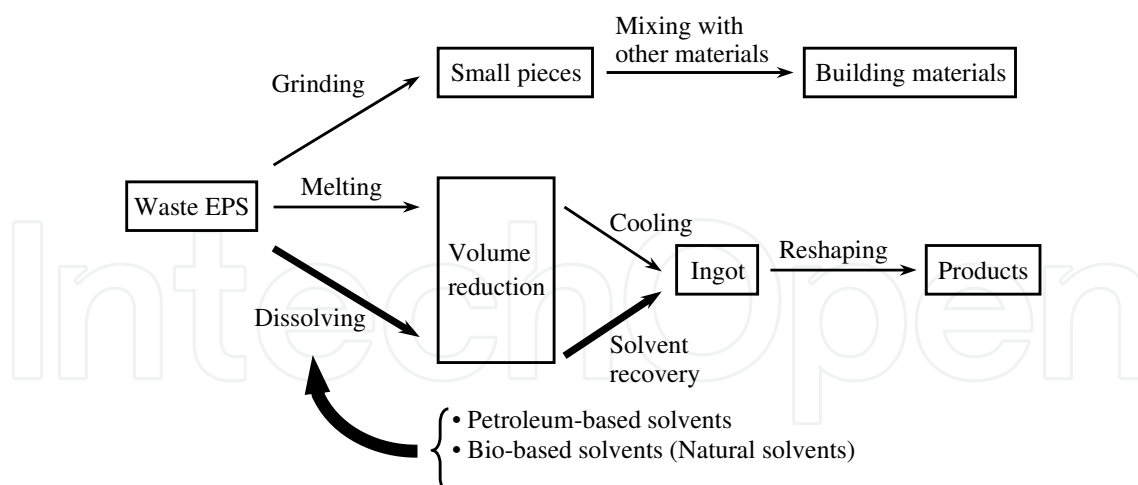 Mixing with
other materials
Grinding
Small pieces
Building materials
Melting
Waste EPS
Cooling
Volume
reduction
Reshaping
Ingot
Products
Dissolving
Solvent
recovery
• Petroleum-based solvents
• Bio-based solvents (Natural solvents)
IntechOpen